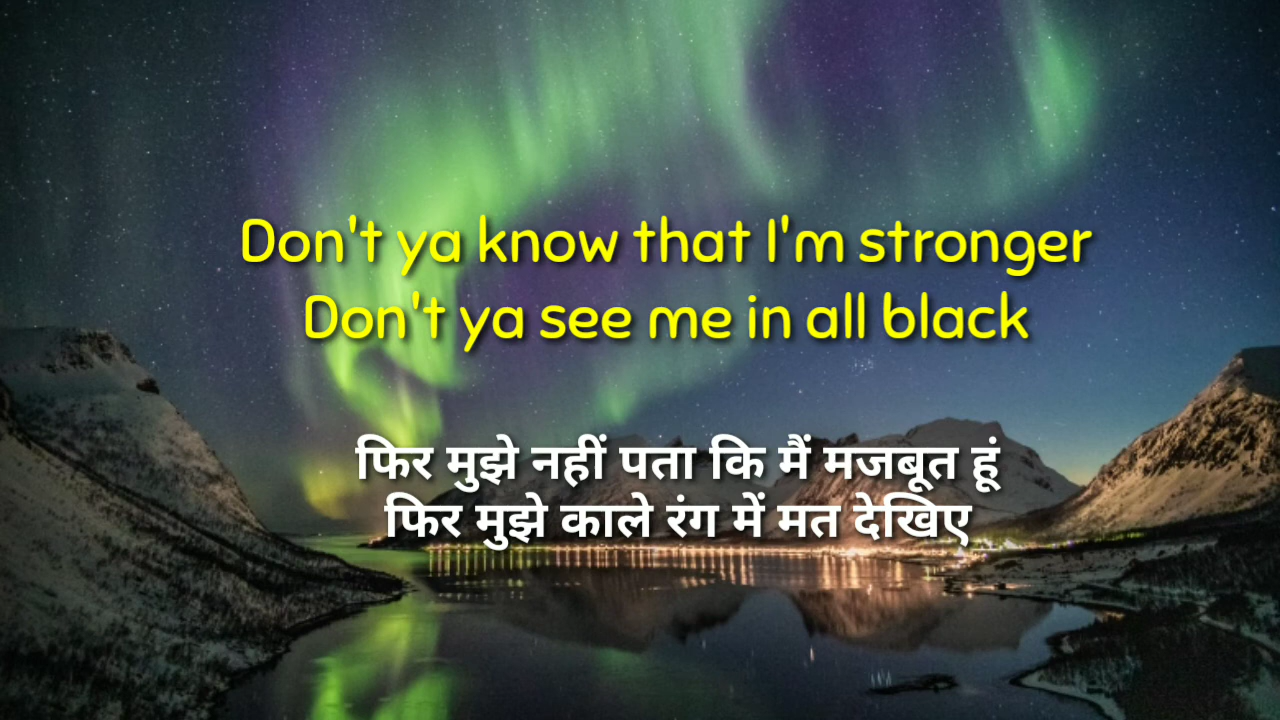 Don't ya know that I'm stronger
Don't ya see me in all black
फिर मुझे नहीं पता कि मैं मजबूत हूं
फिर मुझे काले रंग में मत देखिए